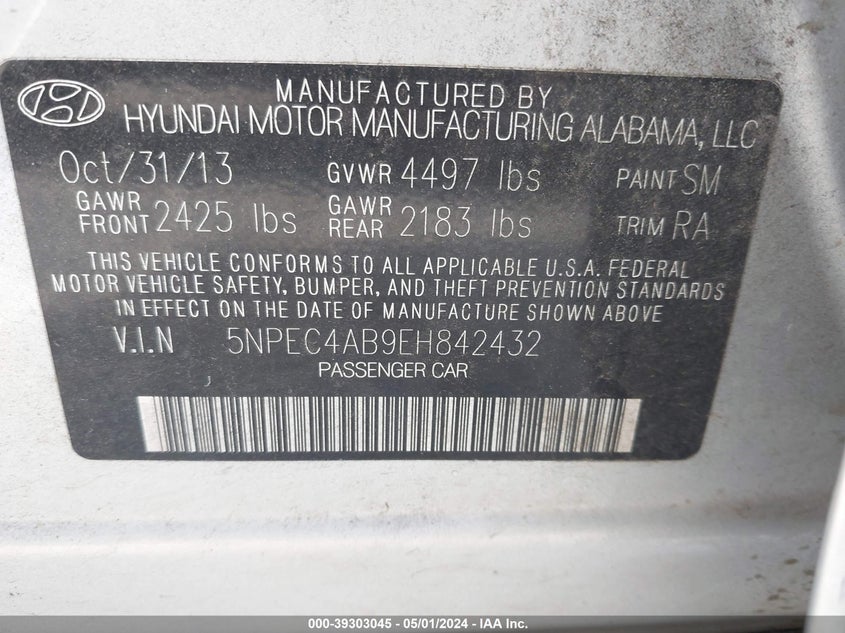 MANUFACTURED BY
HYUNDAI MOTOR MANUFACTURING ALABAMA, LLC
Oct/31/13 GVWR 4497 lbs PAINT SM
GAWR FRONT 2425 lbs GAWR REAR 2183 lbs TRIM RA
THIS VEHICLE CONFORMS TO ALL APPLICABLE U.S.A. FEDERAL
MOTOR VEHICLE SAFETY, BUMPER, AND THEFT PREVENTION STANDARDS
IN EFFECT ON THE DATE OF MANUFACTURE SHOWN ABOVE.
V.I.N 5NPEC4AB9EH842432
PASSENGER CAR
000-39303045 - 05/01/2024 - IAA Inc.